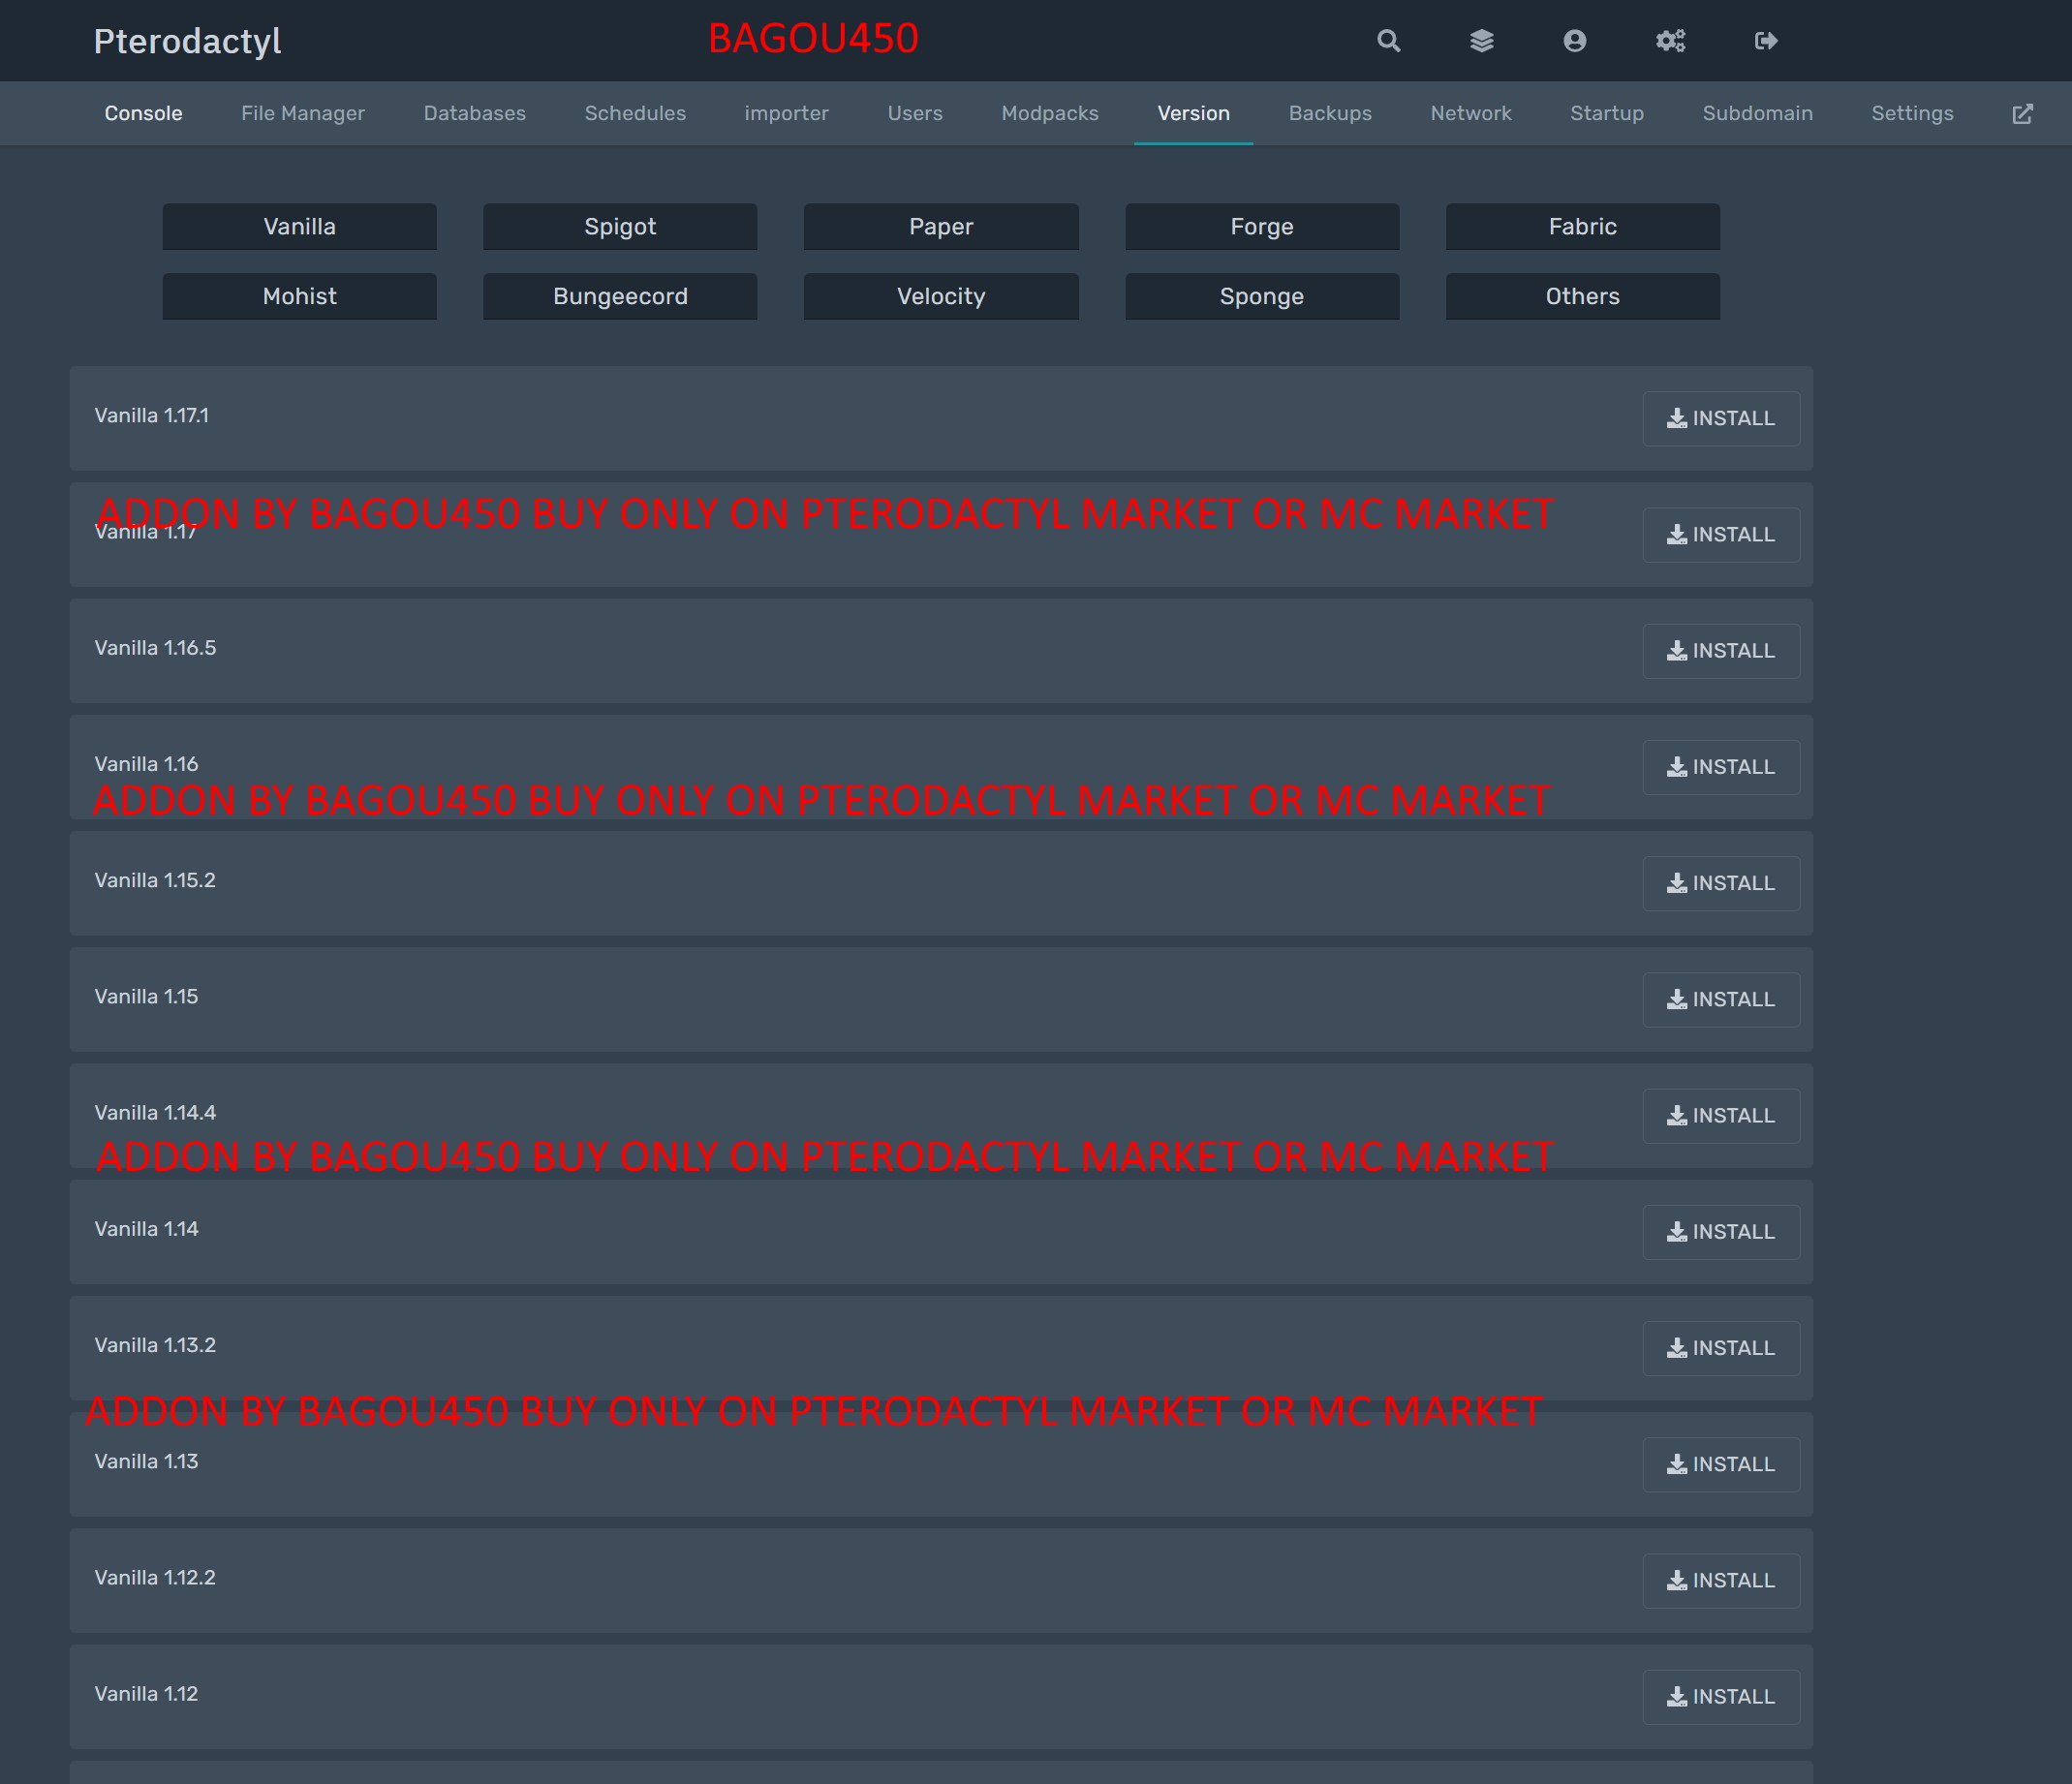 Pterodactyl BAGOU450
Console File Manager Databases Schedules importer Users Modpacks Version Backups Network Startup Subdomain Settings
Vanilla Spigot Paper Forge Fabric
Mohist Bungeecord Velocity Sponge Others
Vanilla 1.17.1 INSTALL
ADDON BY BAGOU450 BUY ONLY ON PTERODACTYL MARKET OR MC MARKET
Vanilla 1.17 INSTALL
Vanilla 1.16.5 INSTALL
Vanilla 1.16 INSTALL
ADDON BY BAGOU450 BUY ONLY ON PTERODACTYL MARKET OR MC MARKET
Vanilla 1.15.2 INSTALL
Vanilla 1.15 INSTALL
Vanilla 1.14.4 INSTALL
ADDON BY BAGOU450 BUY ONLY ON PTERODACTYL MARKET OR MC MARKET
Vanilla 1.14 INSTALL
Vanilla 1.13.2 INSTALL
ADDON BY BAGOU450 BUY ONLY ON PTERODACTYL MARKET OR MC MARKET
Vanilla 1.13 INSTALL
Vanilla 1.12.2 INSTALL
Vanilla 1.12 INSTALL